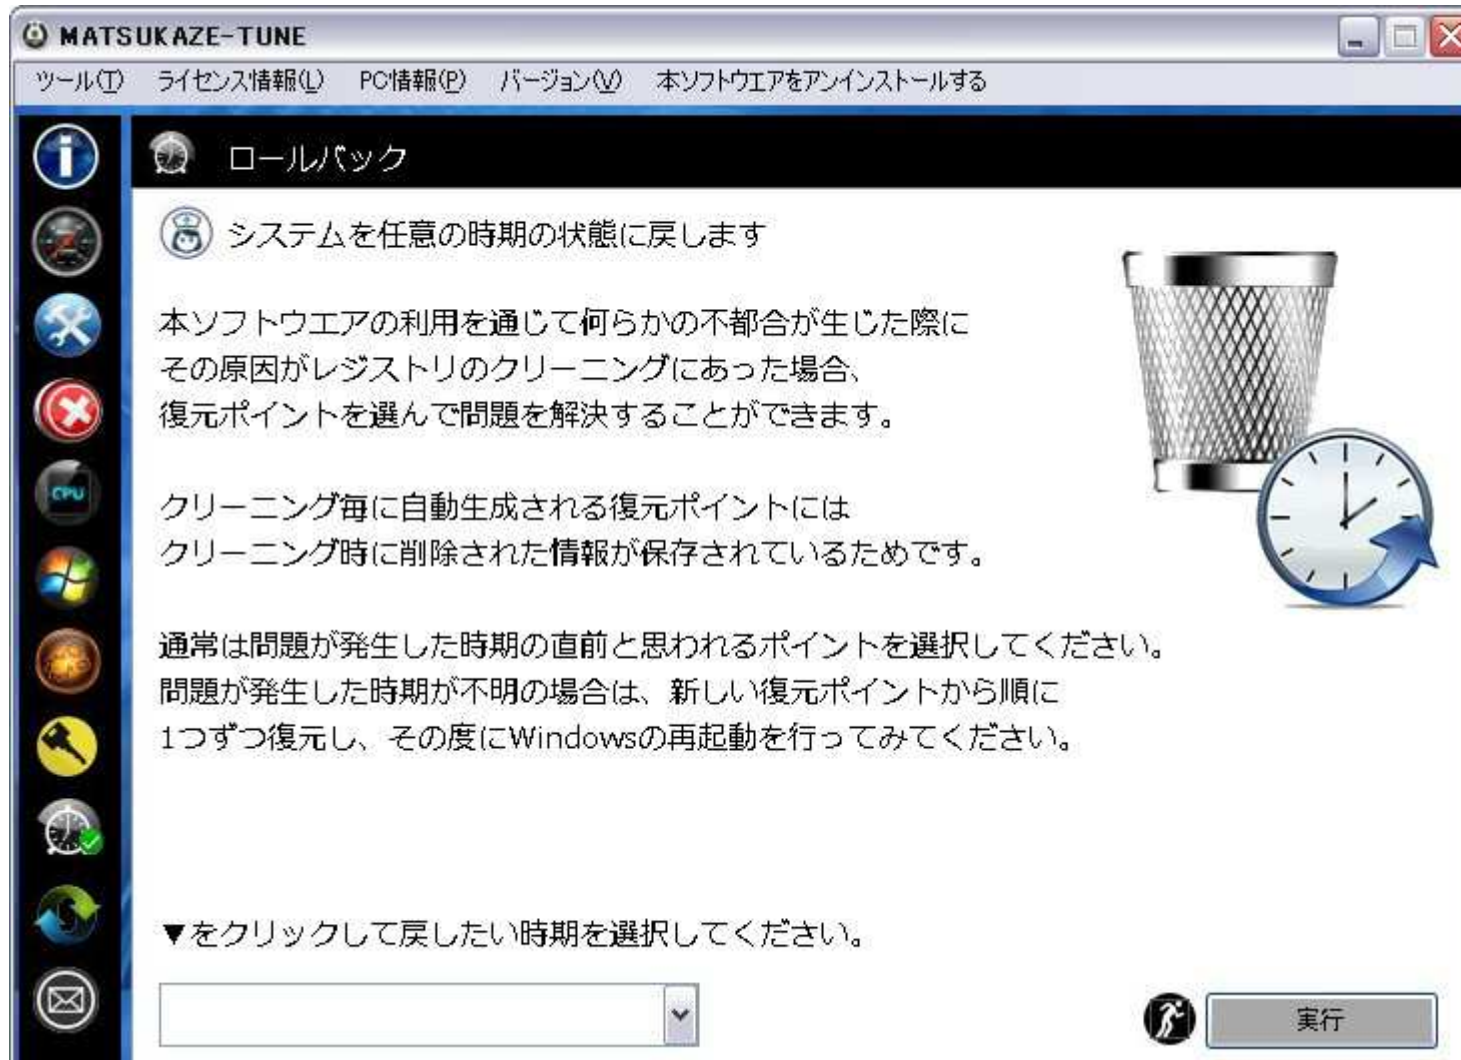 MATSUKAZE-TUNE
ツール(T) ライセンス情報(L) PC情報(P) バージョン(V) 本ソフトウエアをアンインストールする
ロールバック
システムを任意の時期の状態に戻します
本ソフトウエアの利用を通じて何らかの不都合が生じた際に
その原因がレジストリのクリーニングにあった場合、
復元ポイントを選んで問題を解決することができます。
CPU
クリーニング毎に自動生成される復元ポイントには
クリーニング時に削除された情報が保存されているためです。
通常は問題が発生した時期の直前と思われるポイントを選択してください。
問題が発生した時期が不明の場合は、新しい復元ポイントから順に
1つずつ復元し、その度にWindowsの再起動を行ってみてください。
▼をクリックして戻したい時期を選択してください。
実行